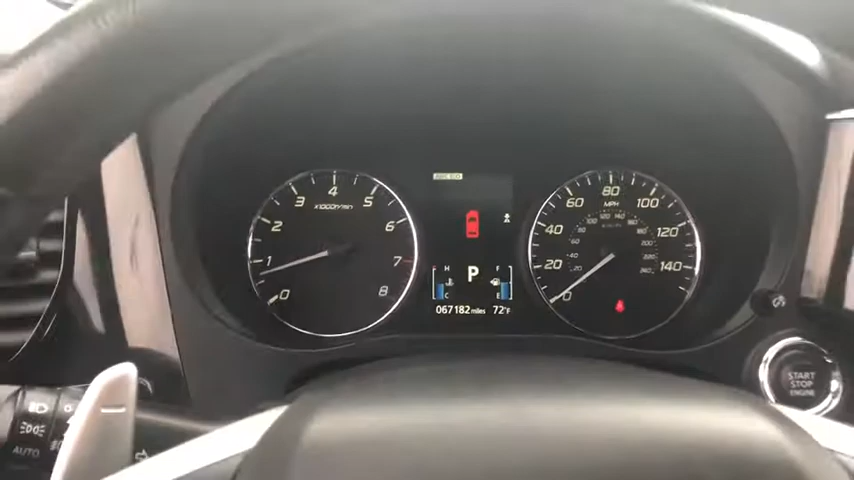 4
3 5
x1000r/min
2 6
1 7
0 8
H P F
C E
067182 miles 72°F
80
60 100
MPH
40 120
20 140
0
START
STOP
ENGINE
AUTO